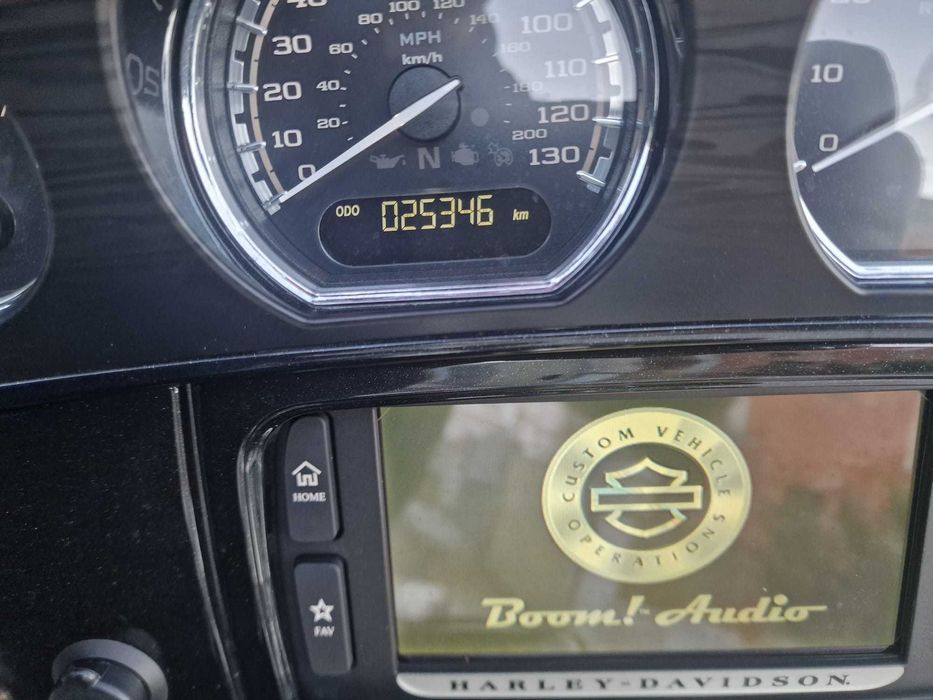 40
30
20
10
0
20
40
60
80
100
120
140
160
180
200
100
110
120
130
MPH
km/h
N
ODO 025346 km
10
0
HOME
FAV
CUSTOM VEHICLE
OPERATIONS
Boom! Audio
HARLEY-DAVIDSON